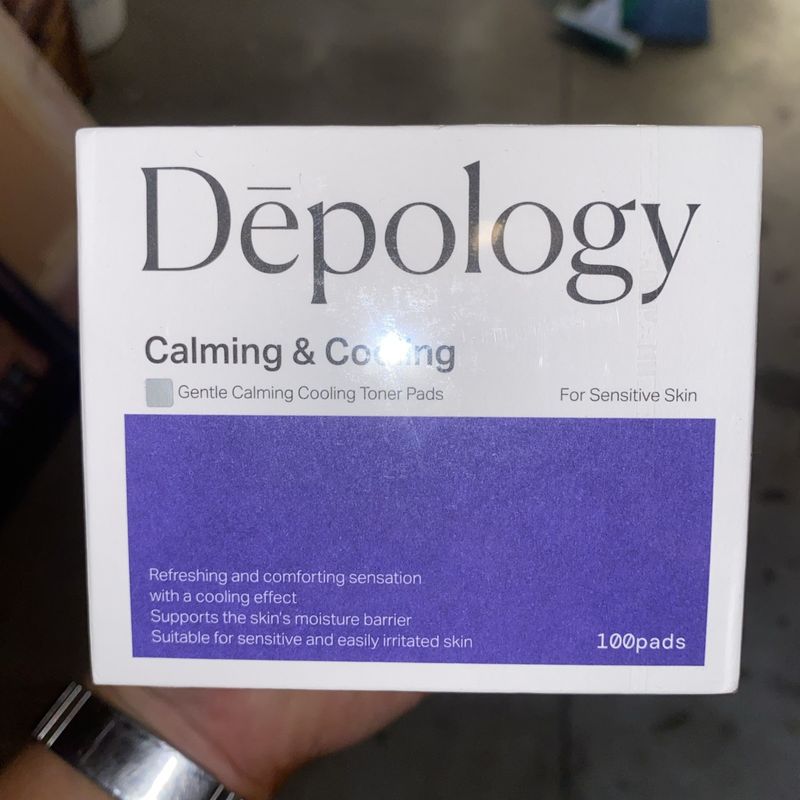 Dēpology
Calming & Cooling
Gentle Calming Cooling Toner Pads
For Sensitive Skin
Refreshing and comforting sensation
with a cooling effect
Supports the skin's moisture barrier
Suitable for sensitive and easily irritated skin
100pads